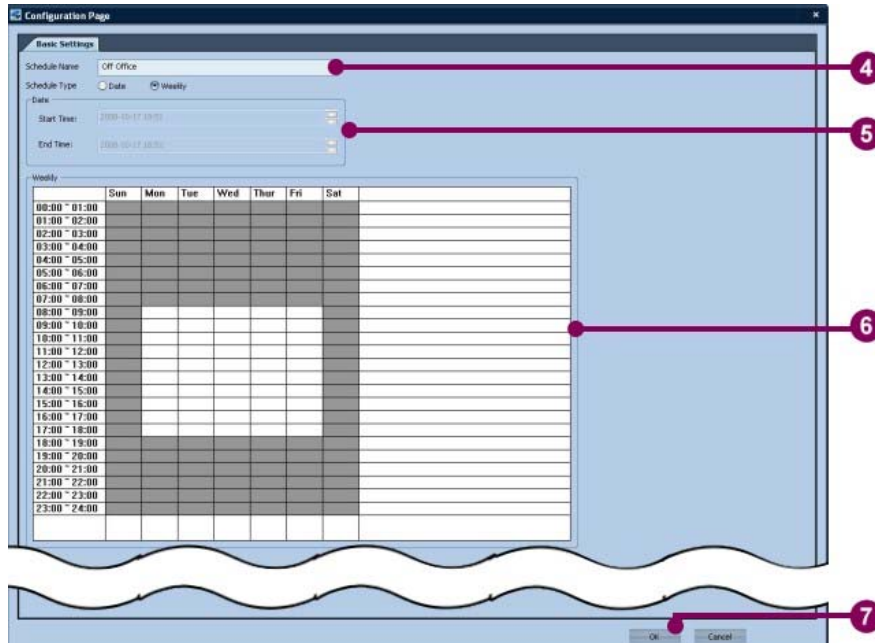 Configuration Page
Basic Settings
Schedule Name Off Office
4
Schedule Type Date Weekly
Date
Start Time:
5
End Time:
Weekly
Sun Mon Tue Wed Thur Fri Sat
00:00 ~ 01:00
01:00 ~ 02:00
02:00 ~ 03:00
03:00 ~ 04:00
04:00 ~ 05:00
05:00 ~ 06:00
06:00 ~ 07:00
07:00 ~ 08:00
08:00 ~ 09:00
09:00 ~ 10:00
6
10:00 ~ 11:00
11:00 ~ 12:00
12:00 ~ 13:00
13:00 ~ 14:00
14:00 ~ 15:00
15:00 ~ 16:00
16:00 ~ 17:00
17:00 ~ 18:00
18:00 ~ 19:00
19:00 ~ 20:00
20:00 ~ 21:00
21:00 ~ 22:00
22:00 ~ 23:00
23:00 ~ 24:00
7
OK Cancel